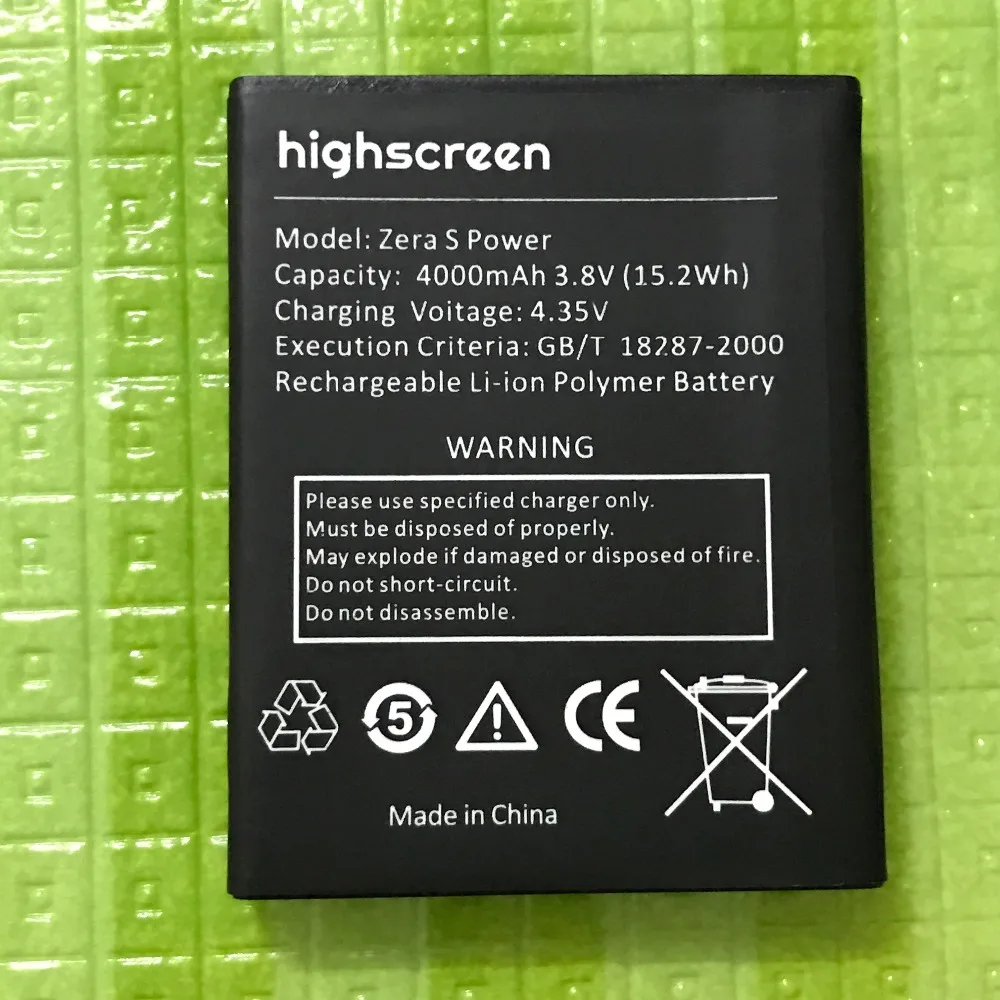 highscreen
Model: Zera S Power
Capacity: 4000mAh 3.8V (15.2Wh)
Charging Voitage: 4.35V
Execution Criteria: GB/T 18287-2000
Rechargeable Li-ion Polymer Battery
WARNING
Please use specified charger only.
Must be disposed of properly.
May explode if damaged or disposed of fire.
Do not short-circuit.
Do not disassemble.
5 ! CE
Made in China